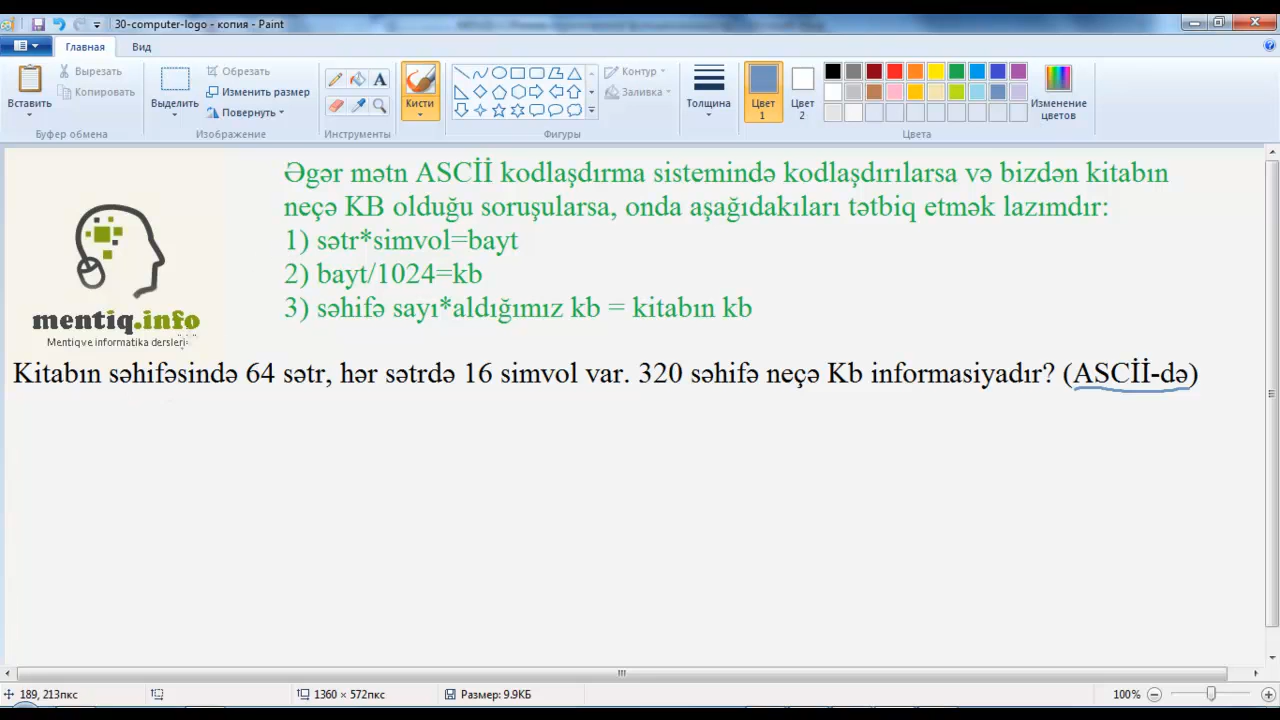 30-computer-logo - копия - Paint
Главная Вид
Вставить
Вырезать
Копировать
Буфер обмена
Выделить
Обрезать
Изменить размер
Повернуть
Изображение
A
Инструменты
Кисти
Контур
Заливка
Фигуры
Толщина
Цвет 1
Цвет 2
Изменение цветов
Цвета
mentiq.info
Mentiq ve informatika dersleri
Əgər mətn ASCİİ kodlaşdırma sistemində kodlaşdırılarsa və bizdən kitabın
neçə KB olduğu soruşularsa, onda aşağıdakıları tətbiq etmək lazımdır:
1) sətr*simvol=bayt
2) bayt/1024=kb
3) səhifə sayı*aldığımız kb = kitabın kb
Kitabın səhifəsində 64 sətr, hər sətrdə 16 simvol var. 320 səhifə neçə Kb informasiyadır? (ASCİİ-də)
189, 213пкс 1360 × 572пкс Размер: 9.9КБ 100%